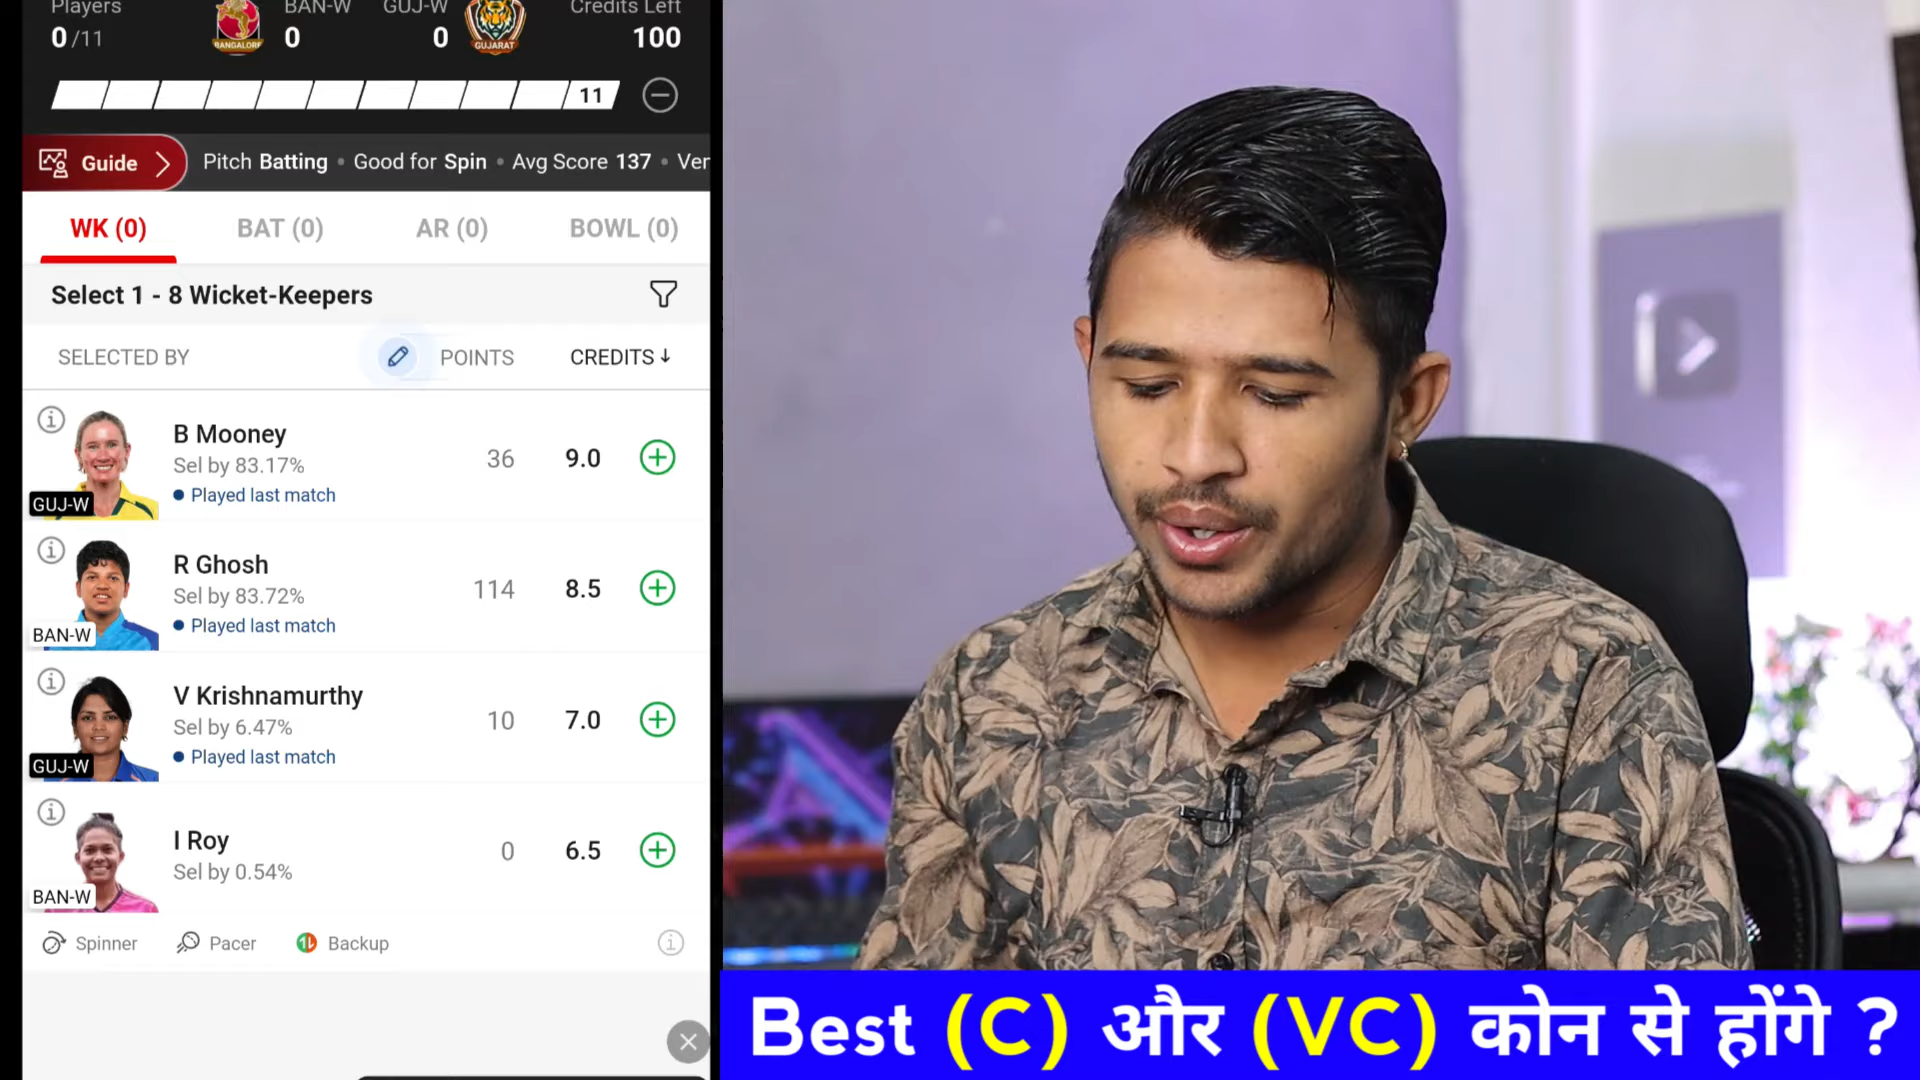 Players
BAN-W
GUJ-W
Credits Left
0 /11
0
0
100
BANGALORE
GUJARAT
11
Guide
Pitch Batting • Good for Spin • Avg Score 137 • Ver
WK (0)
BAT (0)
AR (0)
BOWL (0)
Select 1 - 8 Wicket-Keepers
SELECTED BY
POINTS
CREDITS ↓
B Mooney
Sel by 83.17%
36
9.0
Played last match
GUJ-W
R Ghosh
Sel by 83.72%
114
8.5
Played last match
BAN-W
V Krishnamurthy
Sel by 6.47%
10
7.0
Played last match
GUJ-W
I Roy
Sel by 0.54%
0
6.5
BAN-W
Spinner
Pacer
Backup
Best (C) और (VC) कोन से होंगे ?